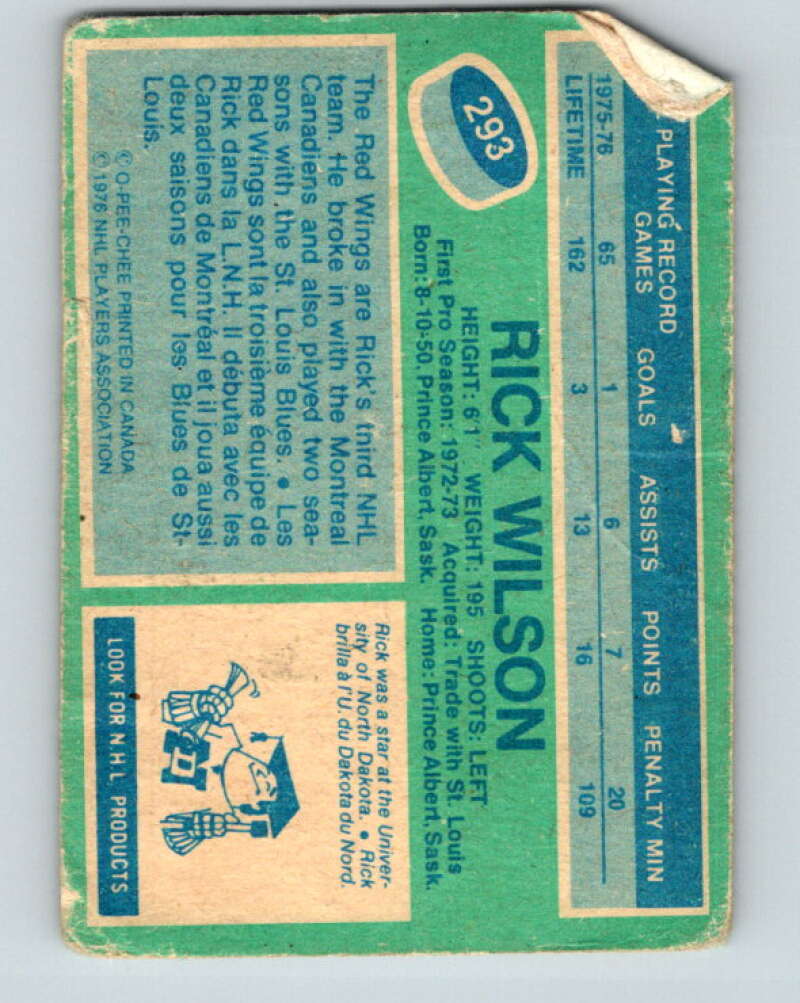 PLAYING RECORD
GAMES GOALS ASSISTS POINTS PENALTY MIN
1975-76 65 1 6 7 20
LIFETIME 162 3 13 16 109
293
RICK WILSON
HEIGHT: 6'1" WEIGHT: 195 SHOOTS: LEFT
First Pro Season: 1972-73 Acquired: Trade with St. Louis
Born: 8-10-50, Prince Albert, Sask. Home: Prince Albert, Sask.
The Red Wings are Rick's third NHL
team. He broke in with the Montreal
Canadiens and also played two sea-
sons with the St. Louis Blues. • Les
Red Wings sont la troisième équipe de
Rick dans la L.N.H. Il débuta avec les
Canadiens de Montréal et il joua aussi
deux saisons pour les Blues de St-
Louis.
© O-PEE-CHEE PRINTED IN CANADA
© 1976 NHL PLAYERS ASSOCIATION
Rick was a star at the Univer-
sity of North Dakota. • Rick
brilla à l'U. du Dakota du Nord.
LOOK FOR N.H.L. PRODUCTS